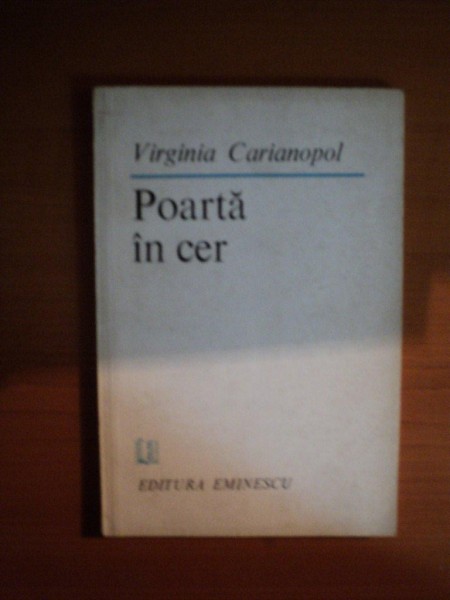 Virginia Carianopol
Poartă
în cer
EDITURA EMINESCU